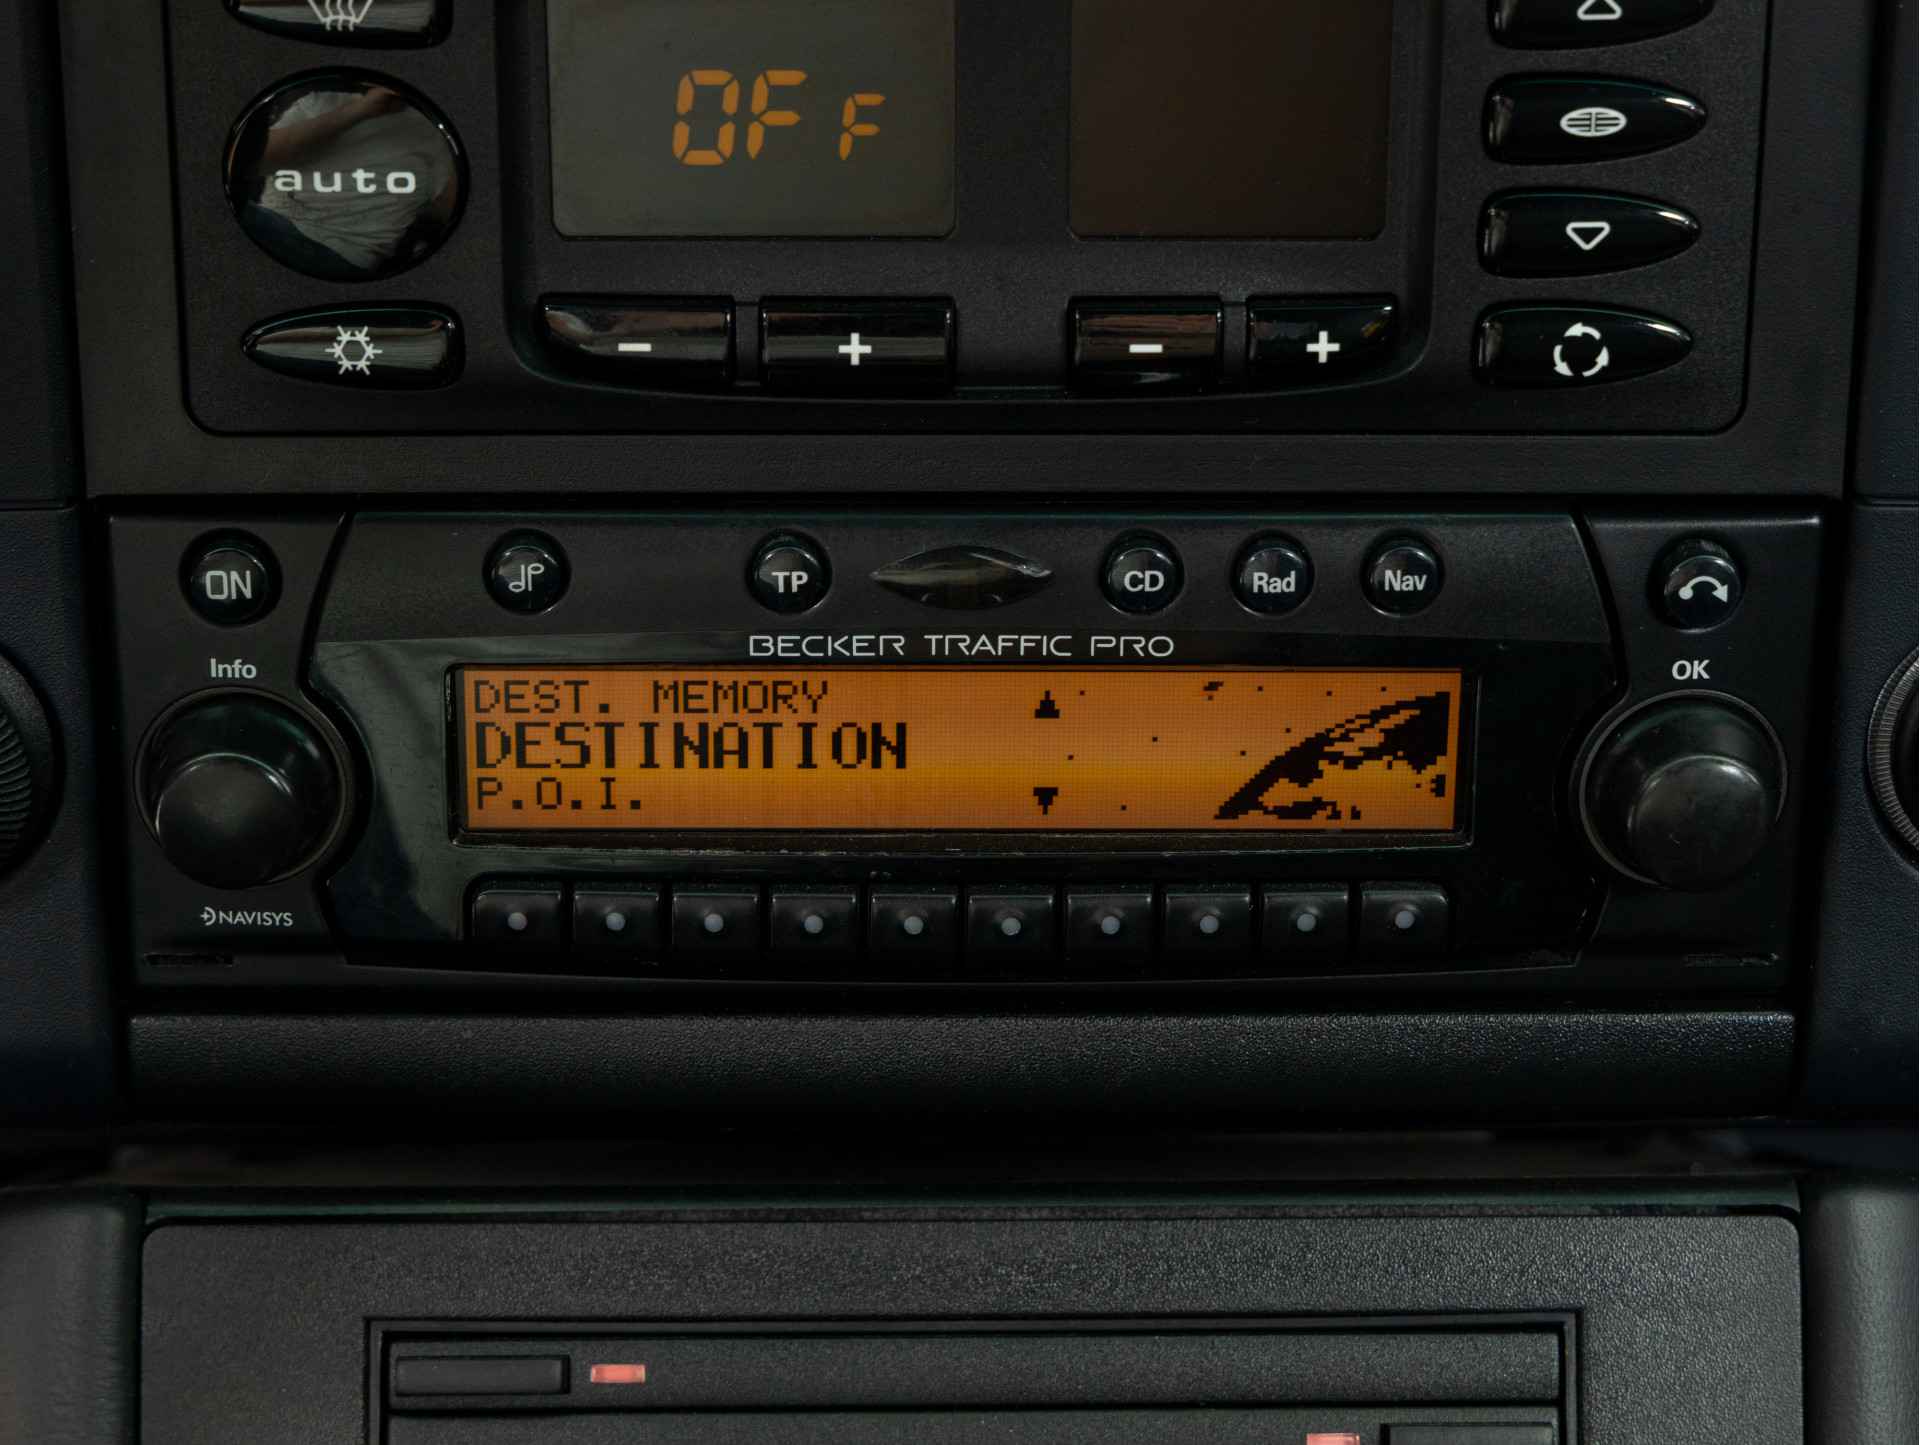 OFF
auto
- + - +
ON TP CD Rad Nav
BECKER TRAFFIC PRO
Info
OK
DEST. MEMORY
DESTINATION
P.O.I.
NAVISYS